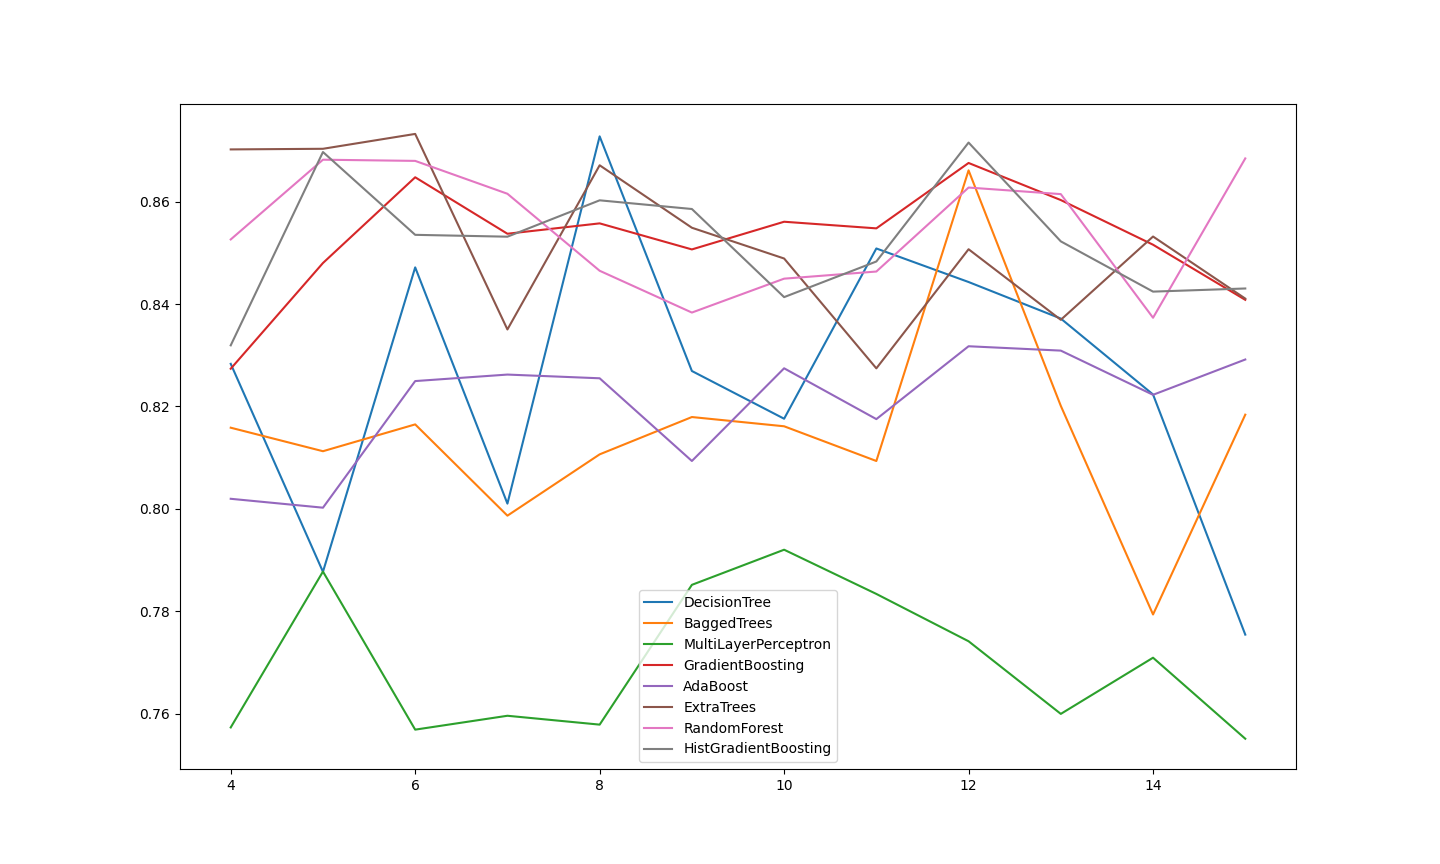 0.86
0.84
0.82
0.80
0.78
0.76
DecisionTree
BaggedTrees
MultiLayerPerceptron
GradientBoosting
AdaBoost
ExtraTrees
RandomForest
HistGradientBoosting
4 6 8 10 12 14